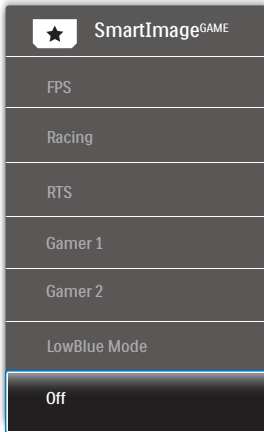 SmartImageGAME
FPS
Racing
RTS
Gamer 1
Gamer 2
LowBlue Mode
Off